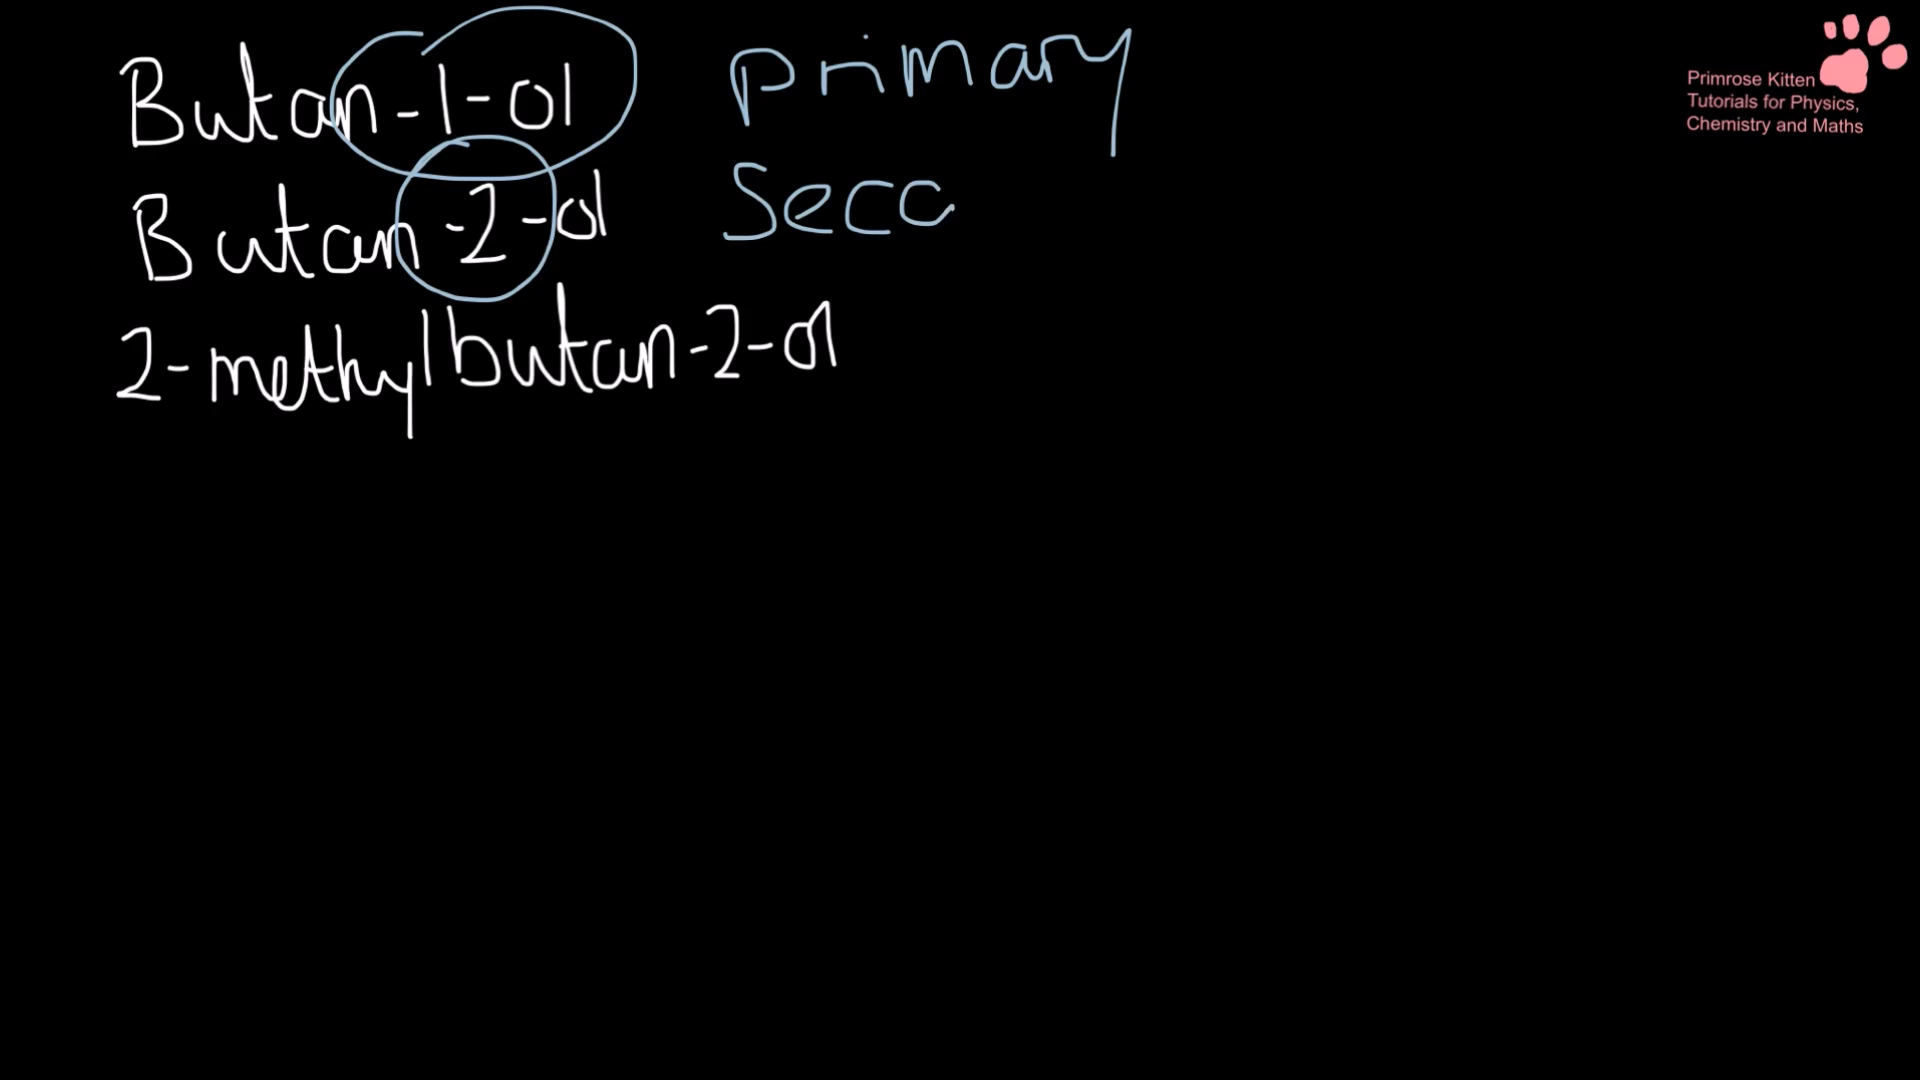 Butan-1-ol primary
Butan-2-ol Seco
2-methylbutan-2-ol
Primrose Kitten
Tutorials for Physics,
Chemistry and Maths